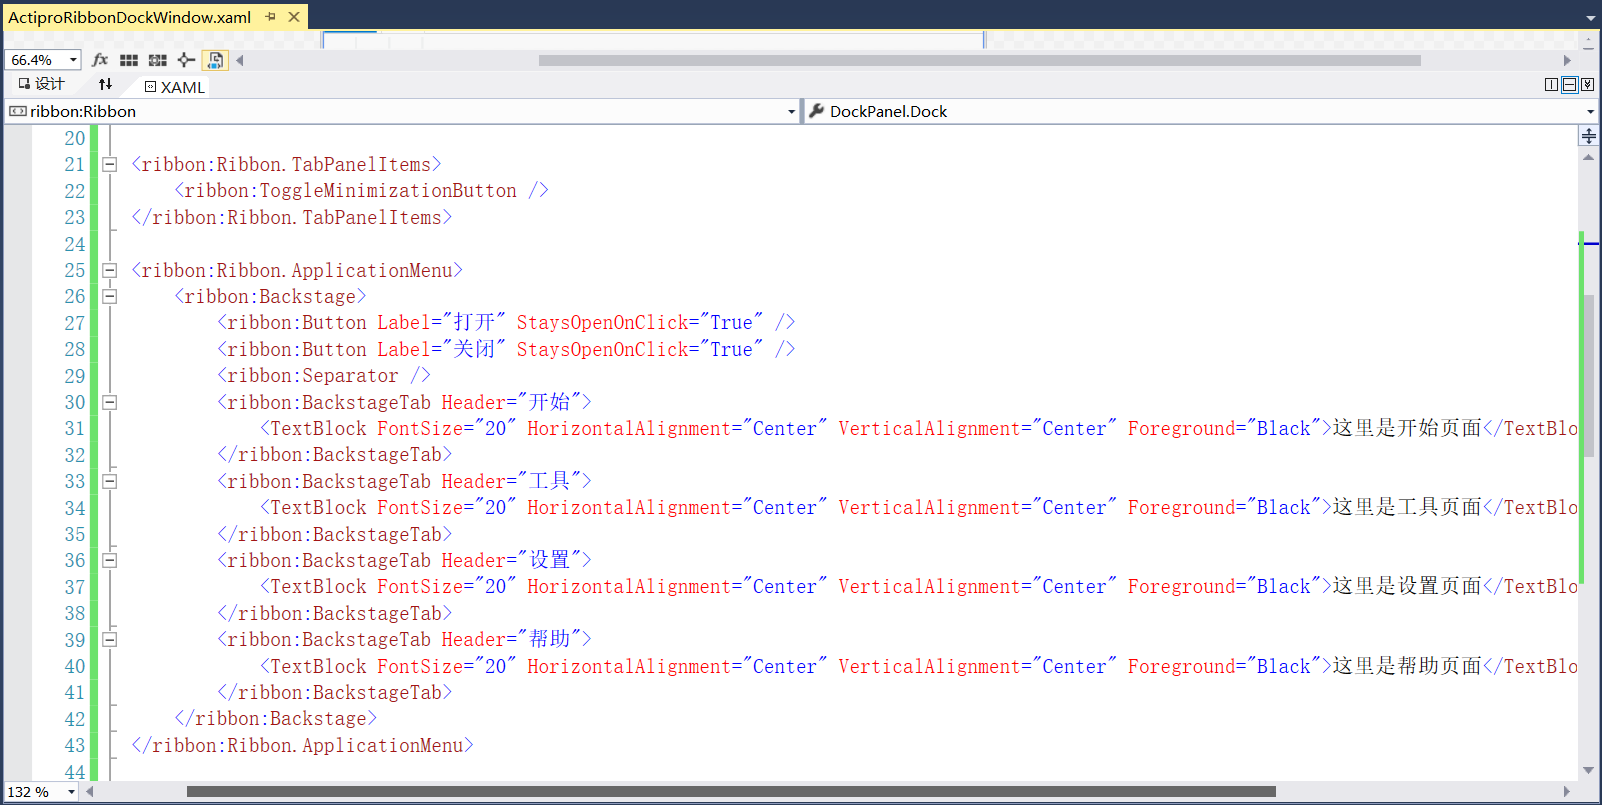 ActiproRibbonDockWindow.xaml
66.4%
fx
设计
XAML
ribbon:Ribbon
DockPanel.Dock
20
21 <ribbon:Ribbon.TabPanelItems>
22 <ribbon:ToggleMinimizationButton />
23 </ribbon:Ribbon.TabPanelItems>
24
25 <ribbon:Ribbon.ApplicationMenu>
26 <ribbon:Backstage>
27 <ribbon:Button Label="打开" StaysOpenOnClick="True" />
28 <ribbon:Button Label="关闭" StaysOpenOnClick="True" />
29 <ribbon:Separator />
30 <ribbon:BackstageTab Header="开始">
31 <TextBlock FontSize="20" HorizontalAlignment="Center" VerticalAlignment="Center" Foreground="Black">这里是开始页面</TextBlo
32 </ribbon:BackstageTab>
33 <ribbon:BackstageTab Header="工具">
34 <TextBlock FontSize="20" HorizontalAlignment="Center" VerticalAlignment="Center" Foreground="Black">这里是工具页面</TextBlo
35 </ribbon:BackstageTab>
36 <ribbon:BackstageTab Header="设置">
37 <TextBlock FontSize="20" HorizontalAlignment="Center" VerticalAlignment="Center" Foreground="Black">这里是设置页面</TextBlo
38 </ribbon:BackstageTab>
39 <ribbon:BackstageTab Header="帮助">
40 <TextBlock FontSize="20" HorizontalAlignment="Center" VerticalAlignment="Center" Foreground="Black">这里是帮助页面</TextBlo
41 </ribbon:BackstageTab>
42 </ribbon:Backstage>
43 </ribbon:Ribbon.ApplicationMenu>
44
132 %